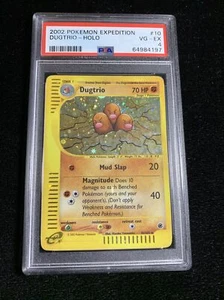 2002 POKEMON EXPEDITION #10
DUGTRIO - HOLO VG - EX
PSA 4
64984197
Dugtrio 70 HP
Mud Slap 20
Magnitude Does 10
damage to each Benched
Pokémon (yours and your
opponent's). (Don't apply 40
Weakness and Resistance for
Benched Pokémon.)